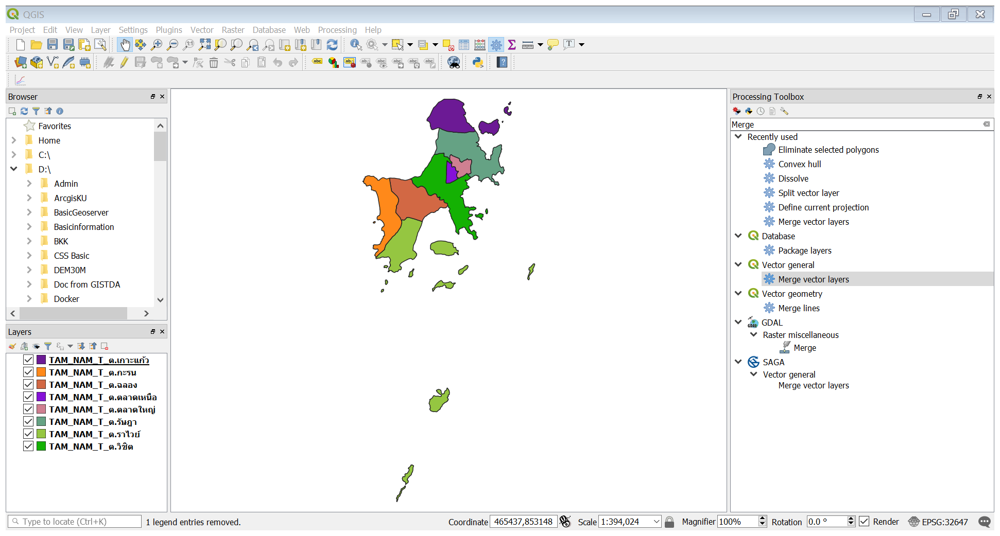 QGIS
Project Edit View Layer Settings Plugins Vector Raster Database Web Processing Help
Browser
Favorites
Home
C:\
D:\
Admin
ArcgisKU
BasicGeoserver
Basicinformation
BKK
CSS Basic
DEM30M
Doc from GISTDA
Docker
Layers
TAM_NAM_T_ต.เกาะแก้ว
TAM_NAM_T_ต.กะรน
TAM_NAM_T_ต.ฉลอง
TAM_NAM_T_ต.ตลาดเหนือ
TAM_NAM_T_ต.ตลาดใหญ่
TAM_NAM_T_ต.รัษฎา
TAM_NAM_T_ต.ราไวย์
TAM_NAM_T_ต.วิชิต
Processing Toolbox
Merge
Recently used
Eliminate selected polygons
Convex hull
Dissolve
Split vector layer
Define current projection
Merge vector layers
Database
Package layers
Vector general
Merge vector layers
Vector geometry
Merge lines
GDAL
Raster miscellaneous
Merge
SAGA
Vector general
Merge vector layers
Type to locate (Ctrl+K) 1 legend entries removed. Coordinate 465437,853148 Scale 1:394,024 Magnifier 100% Rotation 0.0 ° Render EPSG:32647